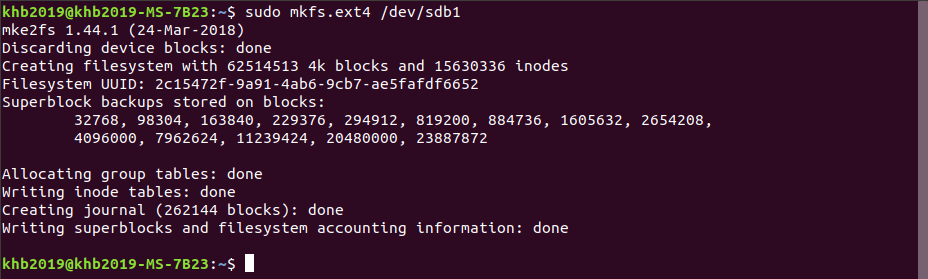 khb2019@khb2019-MS-7B23:~$ sudo mkfs.ext4 /dev/sdb1
mke2fs 1.44.1 (24-Mar-2018)
Discarding device blocks: done
Creating filesystem with 62514513 4k blocks and 15630336 inodes
Filesystem UUID: 2c15472f-9a91-4ab6-9cb7-ae5fafdf6652
Superblock backups stored on blocks:
32768, 98304, 163840, 229376, 294912, 819200, 884736, 1605632, 2654208,
4096000, 7962624, 11239424, 20480000, 23887872
Allocating group tables: done
Writing inode tables: done
Creating journal (262144 blocks): done
Writing superblocks and filesystem accounting information: done
khb2019@khb2019-MS-7B23:~$